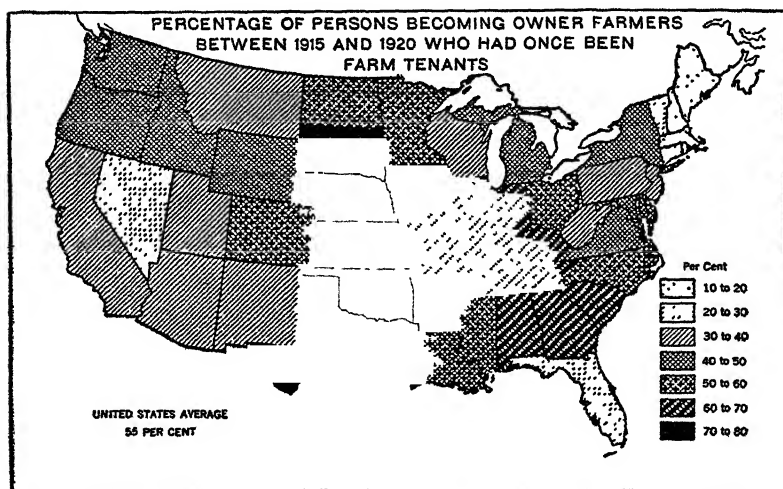 PERCENTAGE OF PERSONS BECOMING OWNER FARMERS
BETWEEN 1915 AND 1920 WHO HAD ONCE BEEN
FARM TENANTS
Per Cent
10 to 20
20 to 30
30 to 40
40 to 50
50 to 60
60 to 70
70 to 80
UNITED STATES AVERAGE
55 PER CENT